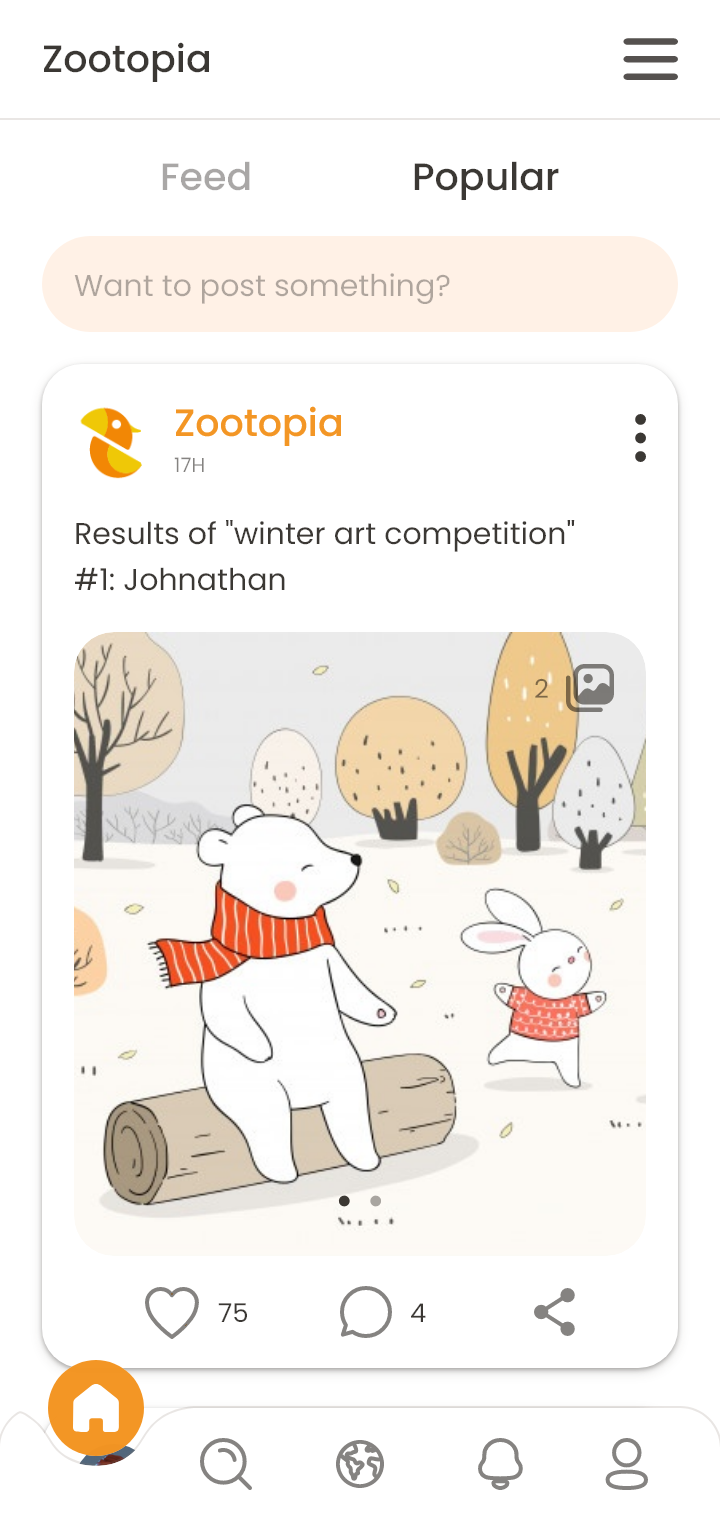 Zootopia
Feed Popular
Want to post something?
Zootopia
17H
Results of "winter art competition"
#1: Johnathan
2
75 4